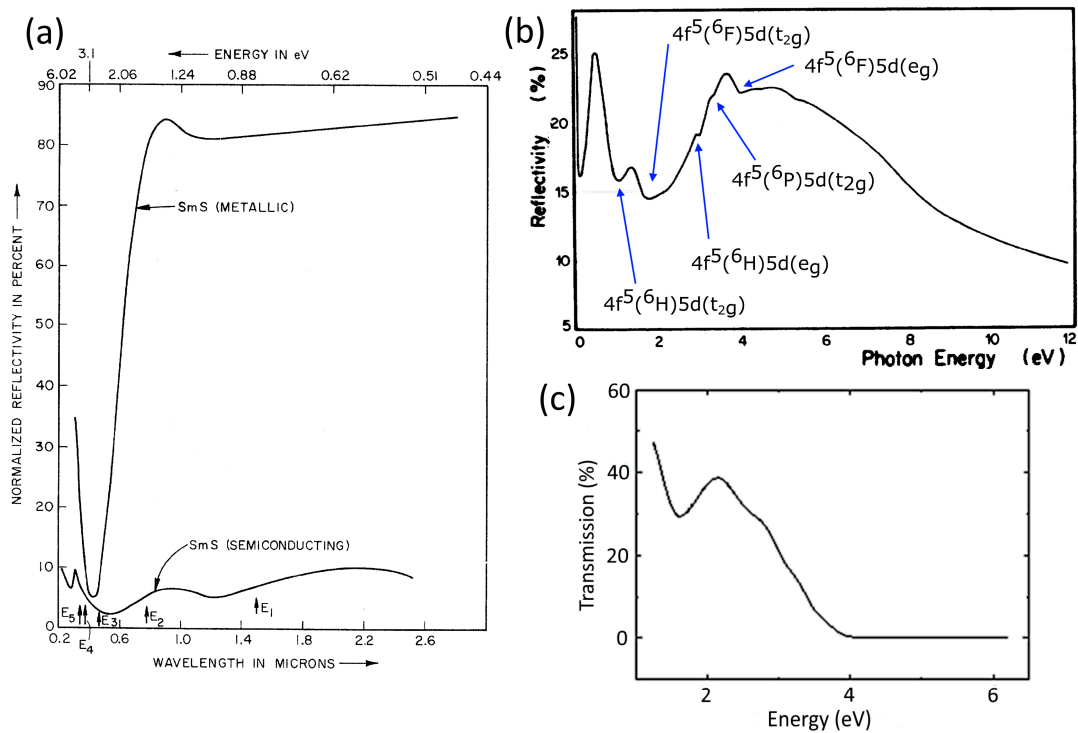 (a)
ENERGY IN eV
6.02 3.1 2.06 1.24 0.88 0.62 0.51 0.44
90
80
70
60
50
40
30
20
10
0
NORMALIZED REFLECTIVITY IN PERCENT
SmS (METALLIC)
SmS (SEMICONDUCTING)
E5 E4 E3 E2 E1
0.2 0.6 1.0 1.4 1.8 2.2 2.6
WAVELENGTH IN MICRONS
(b)
25
20
15
10
5
Reflectivity (%)
4f⁵(⁶F)5d(t₂g)
4f⁵(⁶F)5d(eg)
4f⁵(⁶P)5d(t2g)
4f⁵(⁶H)5d(eg)
4f⁵(⁶H)5d(t₂g)
0 2 4 6 8 10 12
Photon Energy (eV)
(c)
60
40
20
0
Transmission (%)
2 4 6
Energy (eV)